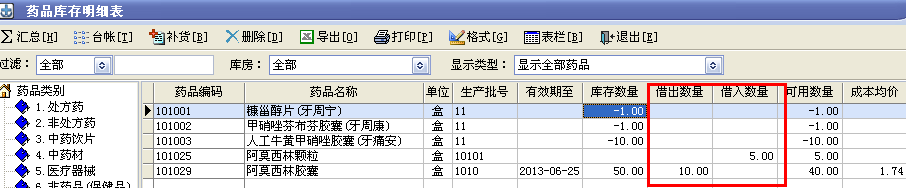 药品库存明细表
汇总[H] 台帐[T] 补货[B] 删除[D] 导出[O] 打印[P] 格式[G] 表栏[B] 退出[E]
过滤: 全部 库房: 全部 显示类型: 显示全部药品
药品类别
1.处方药
2.非处方药
3.中药饮片
4.中药材
5.医疗器械
6.非药品(保健品)
药品编码 药品名称 单位 生产批号 有效期至 库存数量 借出数量 借入数量 可用数量 成本均价
101001 糠甾醇片(牙周宁) 盒 11 -1.00 -1.00
101002 甲硝唑芬布芬胶囊(牙周康) 盒 11 -1.00 -1.00
101003 人工牛黄甲硝唑胶囊(牙痛安) 盒 11 -10.00 -10.00
101025 阿莫西林颗粒 盒 10101 5.00 5.00
101029 阿莫西林胶囊 盒 1010 2013-06-25 50.00 10.00 40.00 1.74